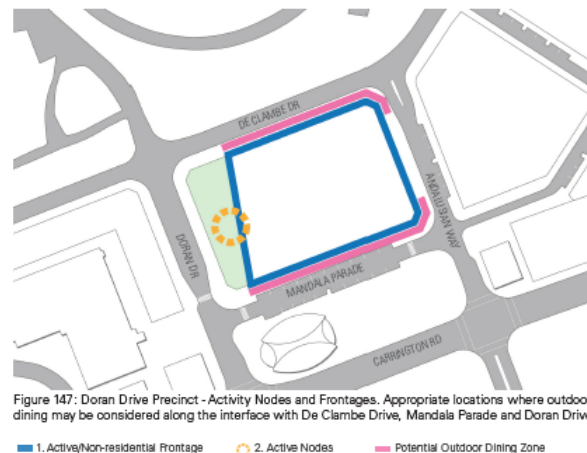 DE CLAMBE DR
ANDALUSAN WAY
DORAN DR
MANDALA PARADE
CARRINGTON RD
Figure 147: Doran Drive Precinct - Activity Nodes and Frontages. Appropriate locations where outdoo
dining may be considered along the interface with De Clambe Drive, Mandala Parade and Doran Driv
1. Active/Non-residential Frontage 2. Active Nodes Potential Outdoor Dining Zone